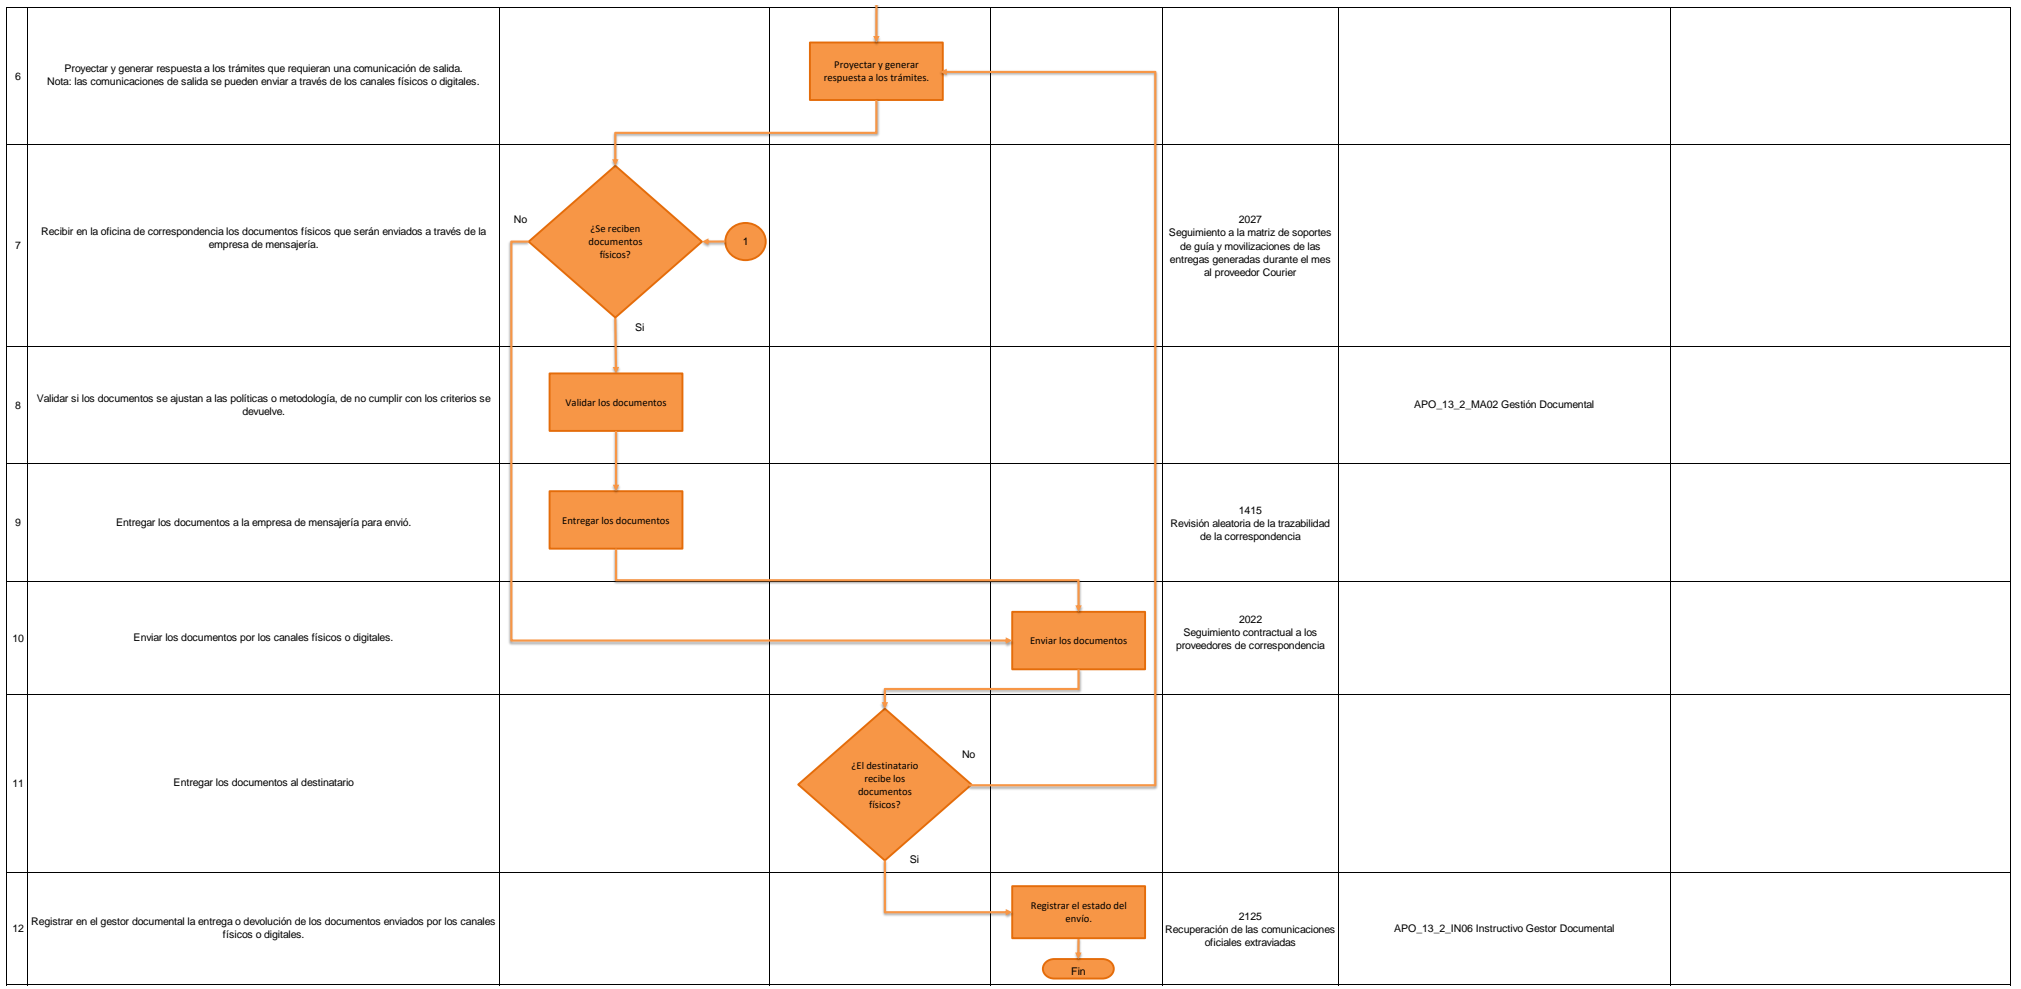 6
Proyectar y generar respuesta a los trámites que requieran una comunicación de salida.
Nota: las comunicaciones de salida se pueden enviar a través de los canales físicos o digitales.
Proyectar y generar
respuesta a los trámites.
7
Recibir en la oficina de correspondencia los documentos físicos que serán enviados a través de la
empresa de mensajería.
No
¿Se reciben
documentos
físicos?
1
Si
2027
Seguimiento a la matriz de soportes
de guía y movilizaciones de las
entregas generadas durante el mes
al proveedor Courier
8
Validar si los documentos se ajustan a las políticas o metodología, de no cumplir con los criterios se
devuelve.
Validar los documentos
APO_13_2_MA02 Gestión Documental
9
Entregar los documentos a la empresa de mensajería para envió.
Entregar los documentos
1415
Revisión aleatoria de la trazabilidad
de la correspondencia
10
Enviar los documentos por los canales físicos o digitales.
Enviar los documentos
2022
Seguimiento contractual a los
proveedores de correspondencia
11
Entregar los documentos al destinatario
¿El destinatario
recibe los
documentos
físicos?
No
Si
12
Registrar en el gestor documental la entrega o devolución de los documentos enviados por los canales
físicos o digitales.
Registrar el estado del
envío.
Fin
2125
Recuperación de las comunicaciones
oficiales extraviadas
APO_13_2_IN06 Instructivo Gestor Documental